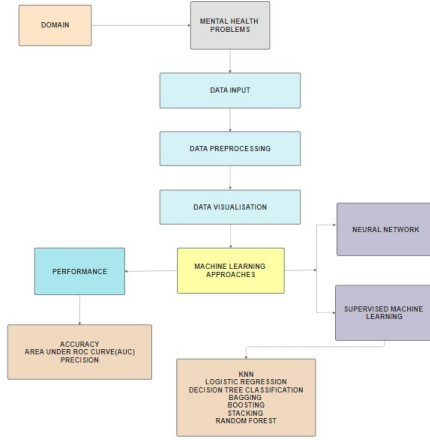 DOMAIN
MENTAL HEALTH
PROBLEMS
DATA INPUT
DATA PREPROCESSING
DATA VISUALISATION
NEURAL NETWORK
PERFORMANCE
MACHINE LEARNING
APPROACHES
SUPERVISED MACHINE
LEARNING
ACCURACY
AREA UNDER ROC CURVE(AUC)
PRECISION
KNN
LOGISTIC REGRESSION
DECISION TREE CLASSIFICATION
BAGGING
BOOSTING
STACKING
RANDOM FOREST